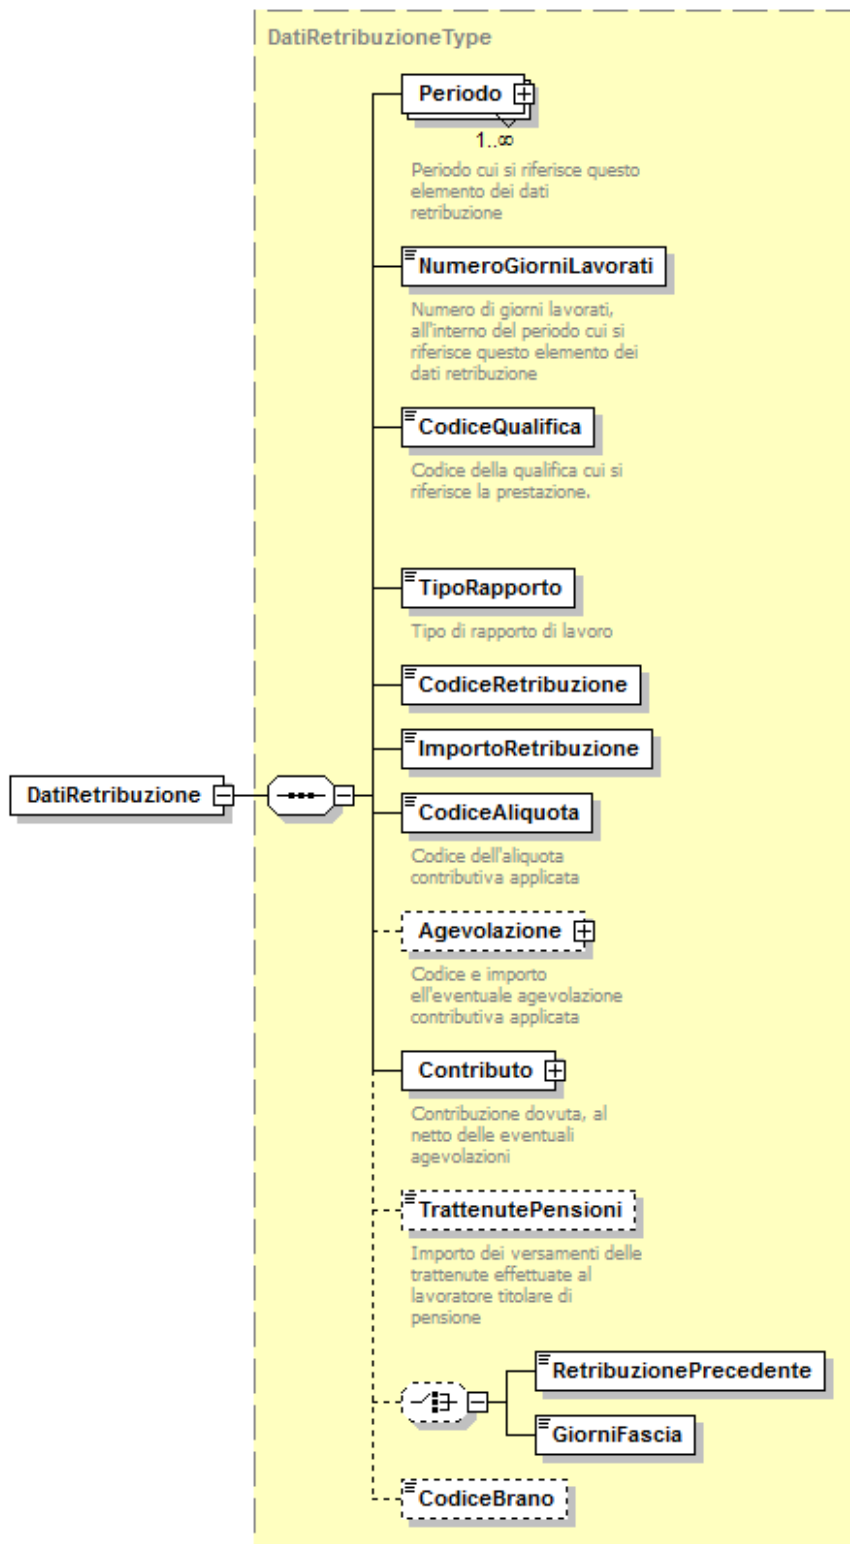 DatiRetribuzioneType
Periodo
1..∞
Periodo cui si riferisce questo
elemento dei dati
retribuzione
NumeroGiorniLavorati
Numero di giorni lavorati,
all'interno del periodo cui si
riferisce questo elemento dei
dati retribuzione
CodiceQualifica
Codice della qualifica cui si
riferisce la prestazione.
TipoRapporto
Tipo di rapporto di lavoro
CodiceRetribuzione
ImportoRetribuzione
DatiRetribuzione
CodiceAliquota
Codice dell'aliquota
contributiva applicata
Agevolazione
Codice e importo
ell'eventuale agevolazione
contributiva applicata
Contributo
Contribuzione dovuta, al
netto delle eventuali
agevolazioni
TrattenutePensioni
Importo dei versamenti delle
trattenute effettuate al
lavoratore titolare di
pensione
RetribuzionePrecedente
GiorniFascia
CodiceBrano